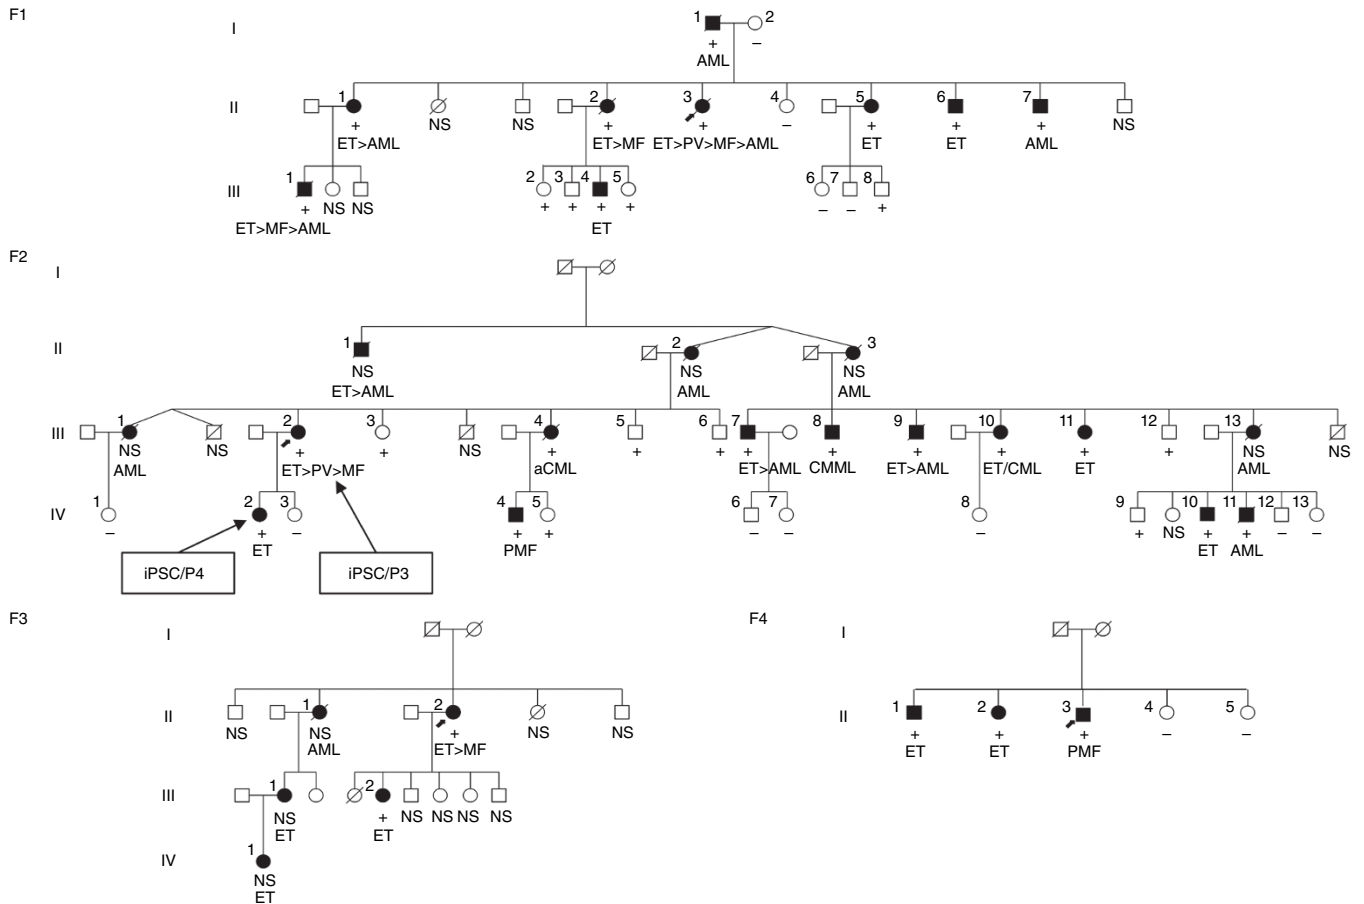 F1
I
1 2
+ –
AML
II
1 2 3 4 5 6 7
+ NS NS + + – + + + NS
ET>AML ET>MF ET>PV>MF>AML ET ET AML
III
1 2 3 4 5 6 7 8
+ NS NS + + + + – – +
ET>MF>AML ET
F2
I
II
1 2 3
NS NS NS
ET>AML AML AML
III
1 2 3 4 5 6 7 8 9 10 11 12 13
NS NS + + NS + + + + + + + + + NS NS
AML ET>PV>MF aCML ET>AML CMML ET>AML ET/CML ET AML
IV
1 2 3 4 5 6 7 8 9 10 11 12 13
– + – + + – – – + NS + + – –
ET PMF ET AML
iPSC/P4 iPSC/P3
F3
I
II
1 2
NS NS + NS NS
AML ET>MF
III
1 2
NS + NS NS NS NS
ET ET
IV
1
NS
ET
F4
I
II
1 2 3 4 5
+ + + – –
ET ET PMF